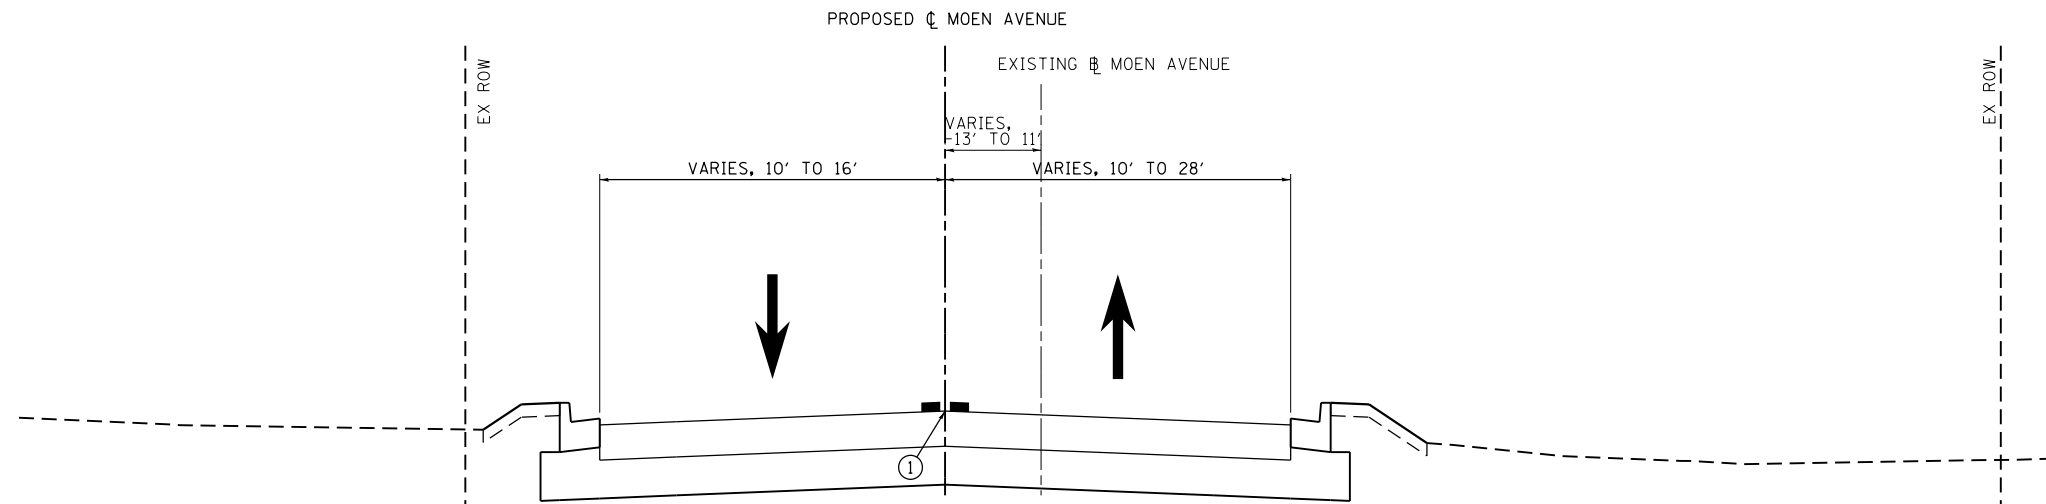 PROPOSED ℄ MOEN AVENUE
EXISTING B̵L MOEN AVENUE
EX ROW
EX ROW
VARIES,
-13' TO 11'
VARIES, 10' TO 16'
VARIES, 10' TO 28'
1